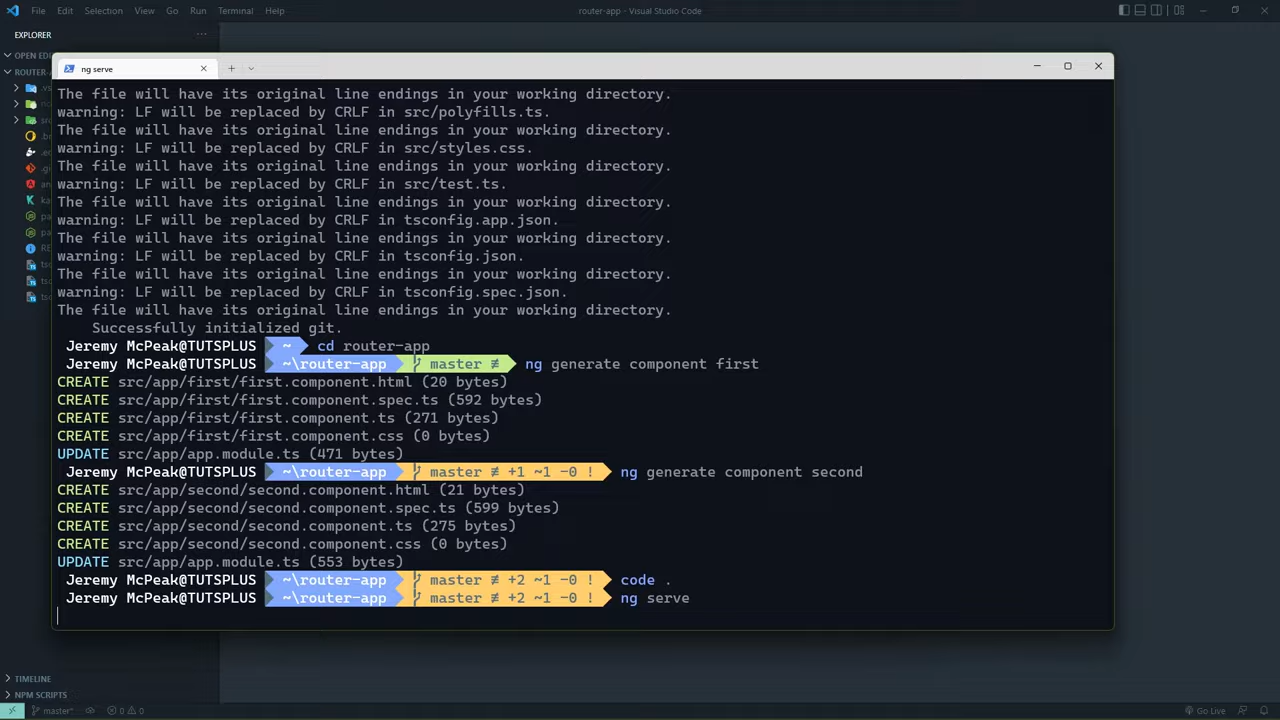 File Edit Selection View Go Run Terminal Help
router-app - Visual Studio Code
EXPLORER
OPEN
ROUTER-
ng serve
The file will have its original line endings in your working directory.
warning: LF will be replaced by CRLF in src/polyfills.ts.
The file will have its original line endings in your working directory.
warning: LF will be replaced by CRLF in src/styles.css.
The file will have its original line endings in your working directory.
warning: LF will be replaced by CRLF in src/test.ts.
The file will have its original line endings in your working directory.
warning: LF will be replaced by CRLF in tsconfig.app.json.
The file will have its original line endings in your working directory.
warning: LF will be replaced by CRLF in tsconfig.json.
The file will have its original line endings in your working directory.
warning: LF will be replaced by CRLF in tsconfig.spec.json.
The file will have its original line endings in your working directory.
Successfully initialized git.
Jeremy McPeak@TUTSPLUS ~ cd router-app
Jeremy McPeak@TUTSPLUS ~\router-app master ≢ ng generate component first
CREATE src/app/first/first.component.html (20 bytes)
CREATE src/app/first/first.component.spec.ts (592 bytes)
CREATE src/app/first/first.component.ts (271 bytes)
CREATE src/app/first/first.component.css (0 bytes)
UPDATE src/app/app.module.ts (471 bytes)
Jeremy McPeak@TUTSPLUS ~\router-app master ≢ +1 ~1 -0 ! ng generate component second
CREATE src/app/second/second.component.html (21 bytes)
CREATE src/app/second/second.component.spec.ts (599 bytes)
CREATE src/app/second/second.component.ts (275 bytes)
CREATE src/app/second/second.component.css (0 bytes)
UPDATE src/app/app.module.ts (553 bytes)
Jeremy McPeak@TUTSPLUS ~\router-app master ≢ +2 ~1 -0 ! code .
Jeremy McPeak@TUTSPLUS ~\router-app master ≢ +2 ~1 -0 ! ng serve
TIMELINE
NPM SCRIPTS
master* 0 0
Go Live